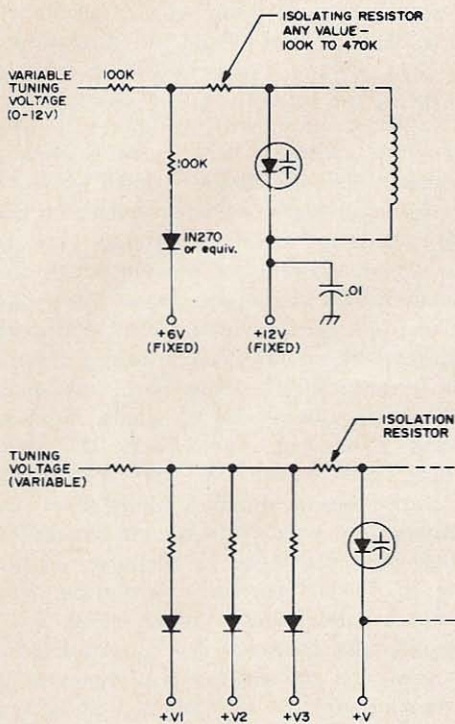 ISOLATING RESISTOR
ANY VALUE—
100K TO 470K
VARIABLE
TUNING
VOLTAGE
(0-12V)
100K
100K
IN270
or equiv.
.01
+6V
(FIXED)
+12V
(FIXED)
ISOLATION
RESISTOR
TUNING
VOLTAGE
(VARIABLE)
+V1
+V2
+V3
+V